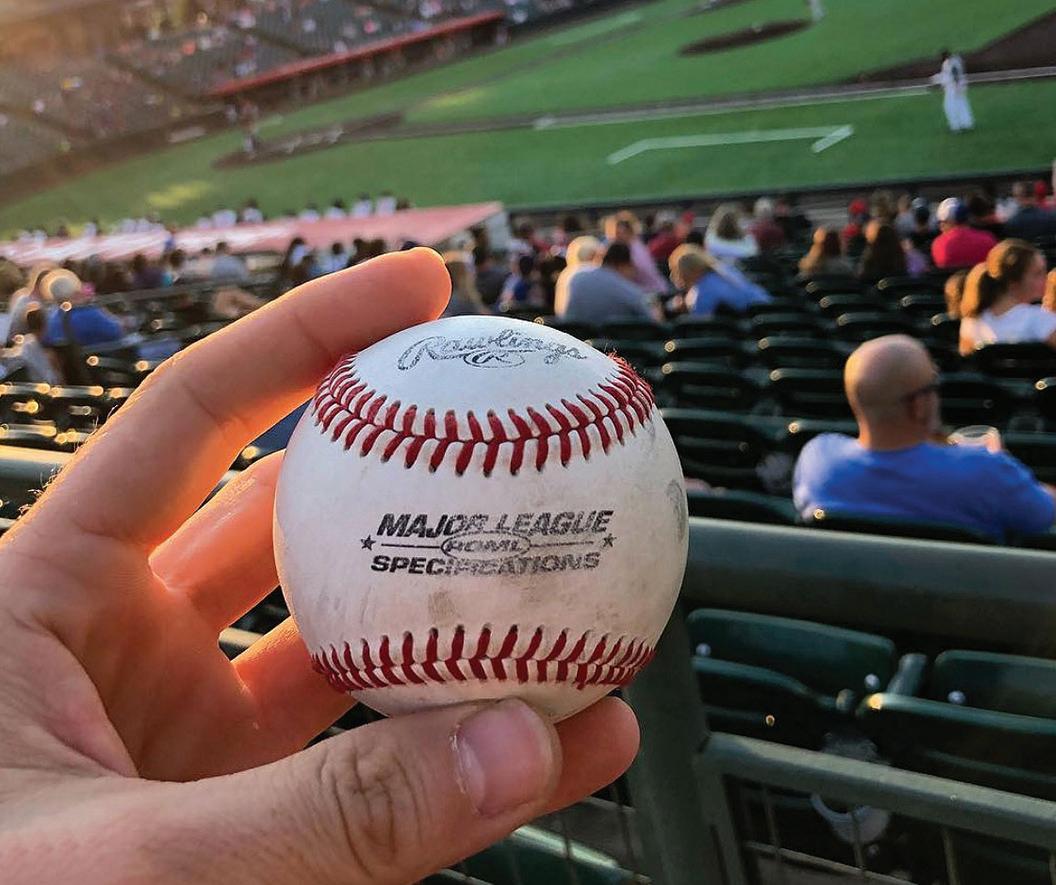 Rawlings
R
MAJOR LEAGUE
ROML
SPECIFICATIONS